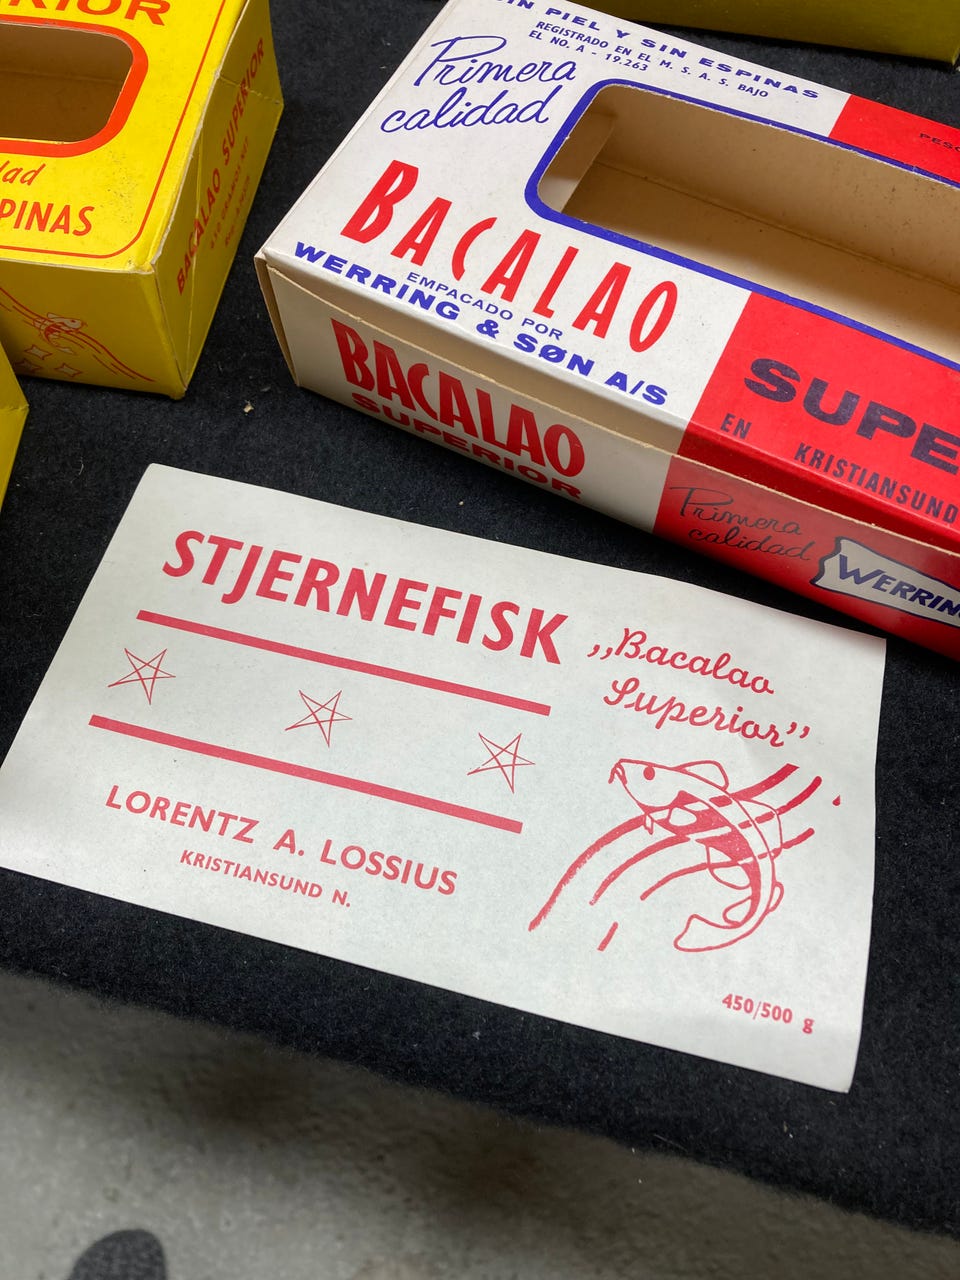 PINAS
BACALAO SUPERIOR
SIN PIEL Y SIN ESPINAS
REGISTRADO EN EL M. S. A. S. BAJO
EL NO. A - 19.263
Primera
calidad
BACALAO
EMPACADO POR
WERRING & SØN A/S
SUPE
EN KRISTIANSUND
BACALAO
SUPERIOR
Primera
calidad
WERRIN
STJERNEFISK
„Bacalao
Superior”
LORENTZ A. LOSSIUS
KRISTIANSUND N.
450/500 g